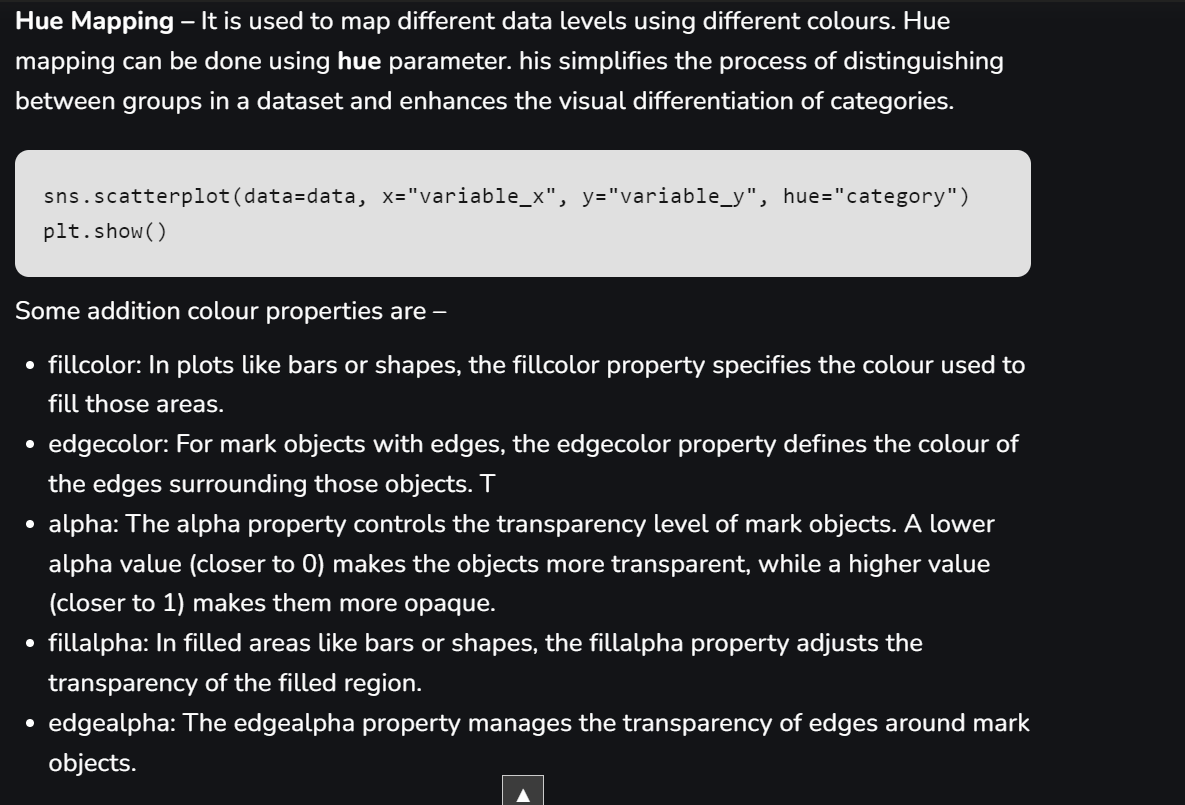 Hue Mapping – It is used to map different data levels using different colours. Hue
mapping can be done using hue parameter. his simplifies the process of distinguishing
between groups in a dataset and enhances the visual differentiation of categories.
sns.scatterplot(data=data, x="variable_x", y="variable_y", hue="category")
plt.show()
Some addition colour properties are –
• fillcolor: In plots like bars or shapes, the fillcolor property specifies the colour used to
fill those areas.
• edgecolor: For mark objects with edges, the edgecolor property defines the colour of
the edges surrounding those objects. T
• alpha: The alpha property controls the transparency level of mark objects. A lower
alpha value (closer to 0) makes the objects more transparent, while a higher value
(closer to 1) makes them more opaque.
• fillalpha: In filled areas like bars or shapes, the fillalpha property adjusts the
transparency of the filled region.
• edgealpha: The edgealpha property manages the transparency of edges around mark
objects.